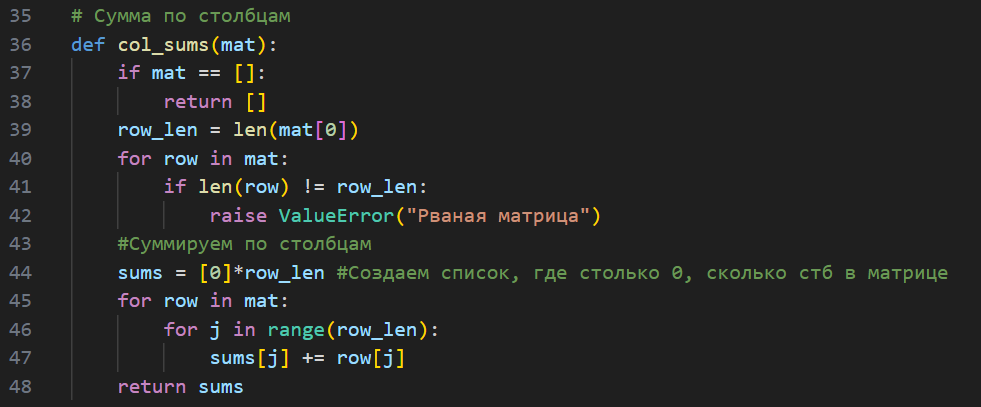 35 # Сумма по столбцам
36 def col_sums(mat):
37     if mat == []:
38         return []
39     row_len = len(mat[0])
40     for row in mat:
41         if len(row) != row_len:
42             raise ValueError("Рваная матрица")
43     #Суммируем по столбцам
44     sums = [0]*row_len #Создаем список, где столько 0, сколько стб в матрице
45     for row in mat:
46         for j in range(row_len):
47             sums[j] += row[j]
48     return sums